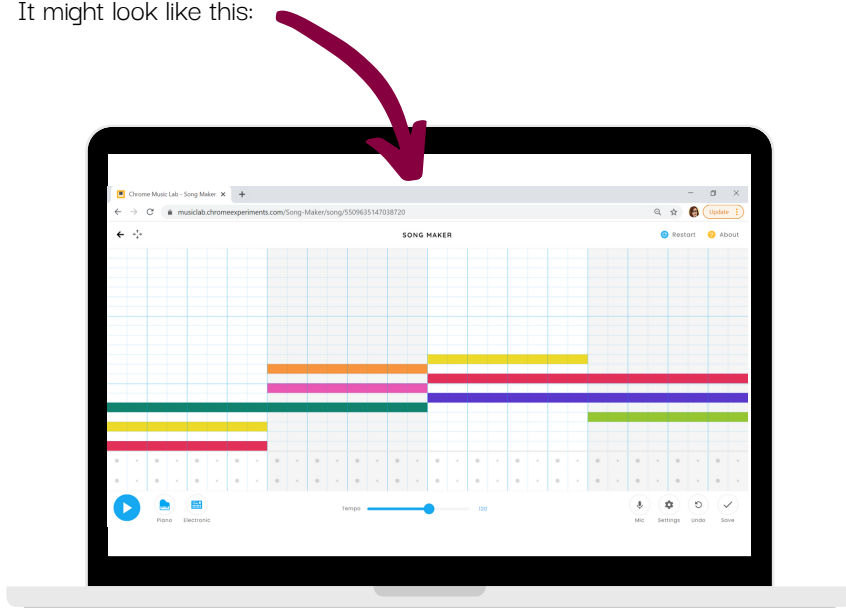 It might look like this:
Chrome Music Lab - Song Maker
musiclab.chromeexperiments.com/Song-Maker/song/5509635147038720
Update
SONG MAKER
Restart
About
Piano
Electronic
Tempo
120
Mic
Settings
Undo
Save